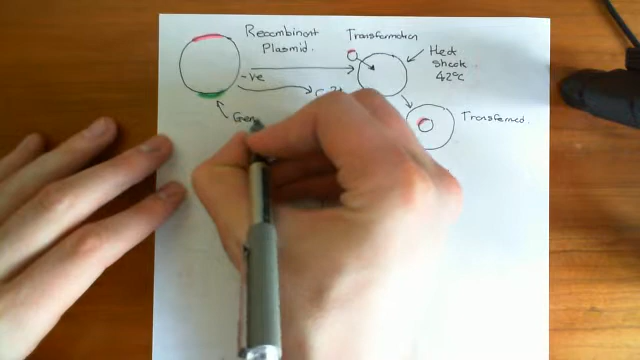 Recombinant
Plasmid.
Transformation
Heat
shock
42°C
-ve
Transformed.